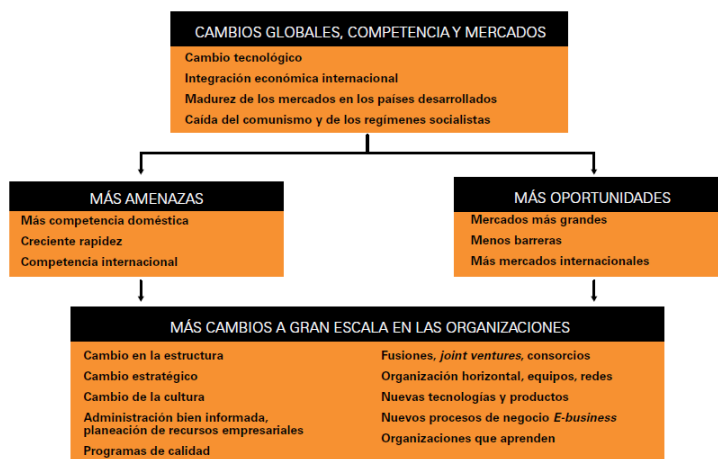 CAMBIOS GLOBALES, COMPETENCIA Y MERCADOS
Cambio tecnológico
Integración económica internacional
Madurez de los mercados en los países desarrollados
Caída del comunismo y de los regímenes socialistas
MÁS AMENAZAS
Más competencia doméstica
Creciente rapidez
Competencia internacional
MÁS OPORTUNIDADES
Mercados más grandes
Menos barreras
Más mercados internacionales
MÁS CAMBIOS A GRAN ESCALA EN LAS ORGANIZACIONES
Cambio en la estructura
Cambio estratégico
Cambio de la cultura
Administración bien informada,
planeación de recursos empresariales
Programas de calidad
Fusiones, joint ventures, consorcios
Organización horizontal, equipos, redes
Nuevas tecnologías y productos
Nuevos procesos de negocio E-business
Organizaciones que aprenden